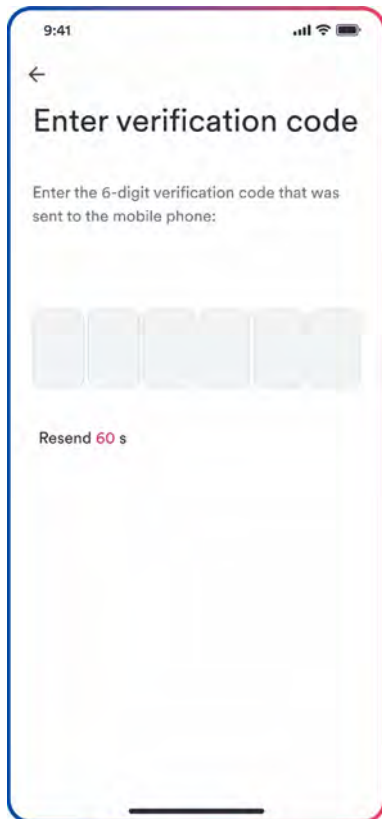 9:41
Enter verification code
Enter the 6-digit verification code that was
sent to the mobile phone:
Resend 60 s